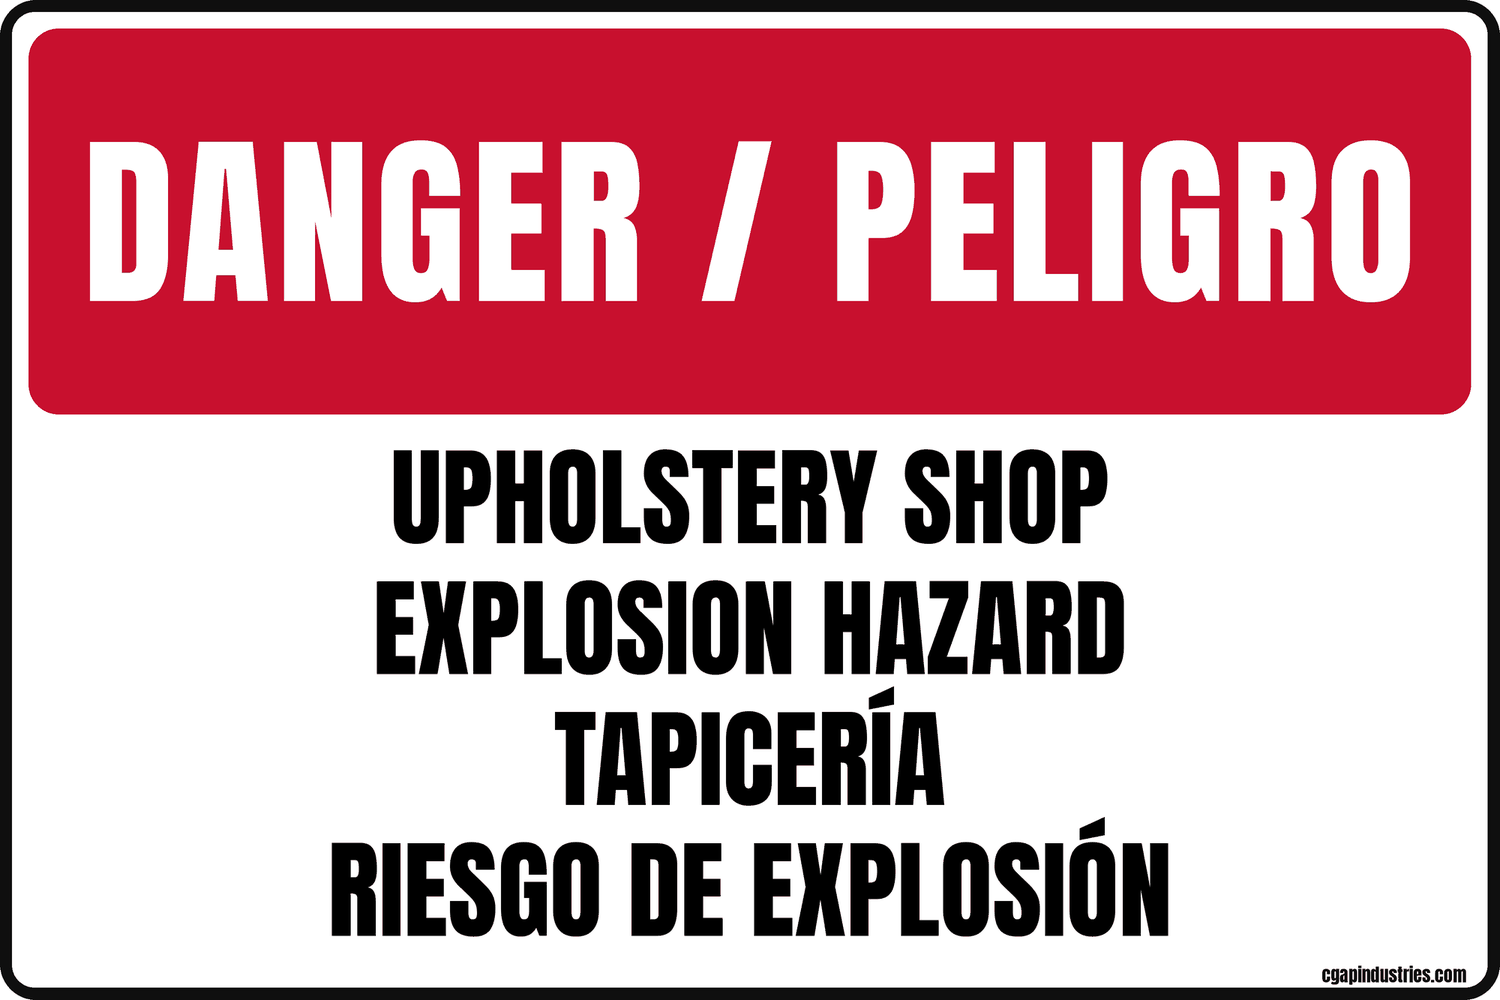 DANGER / PELIGRO
UPHOLSTERY SHOP
EXPLOSION HAZARD
TAPICERÍA
RIESGO DE EXPLOSIÓN
cgapindustries.com